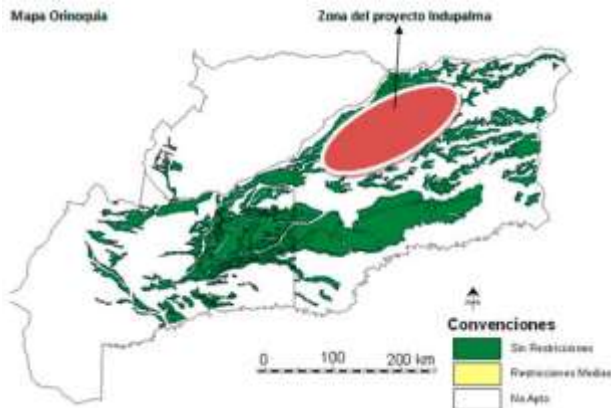 Mapa Orinoquia
Zona del proyecto Indupalma
Convenciones
Sin Restricciones
Restricciones Medias
No Apto
0 100 200 km